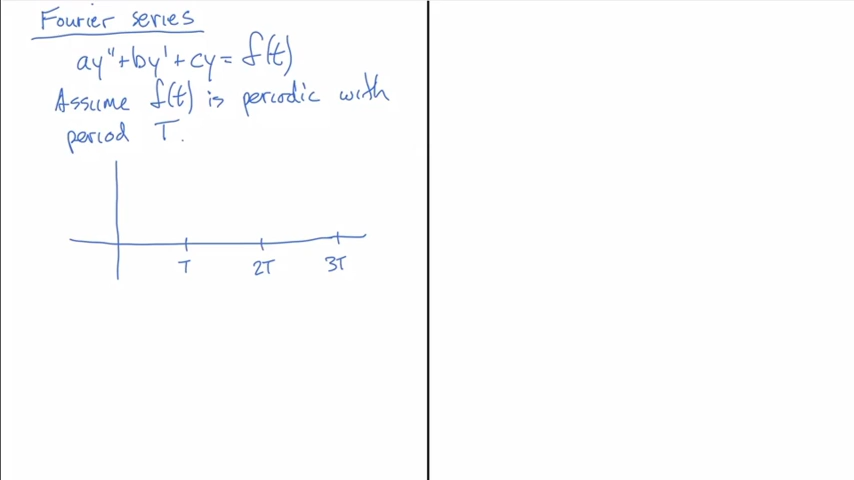 Fourier series
ay"+by'+cy=f(t)
Assume f(t) is periodic with
period T.
T 2T 3T